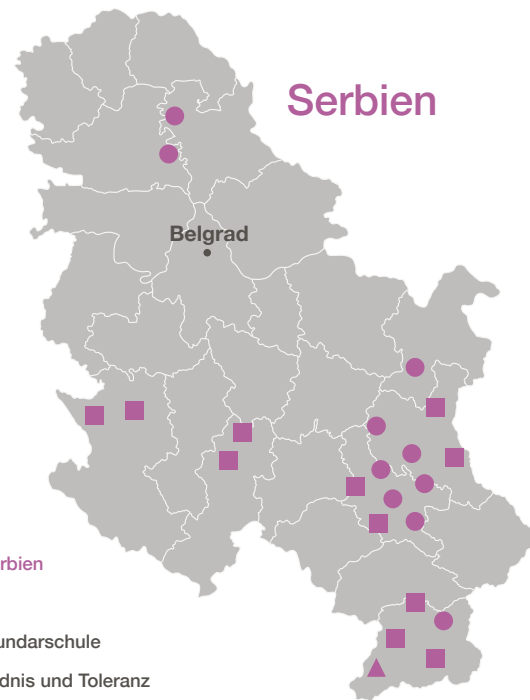 Serbien
Belgrad
rbien
undarschule
dnis und Toleranz